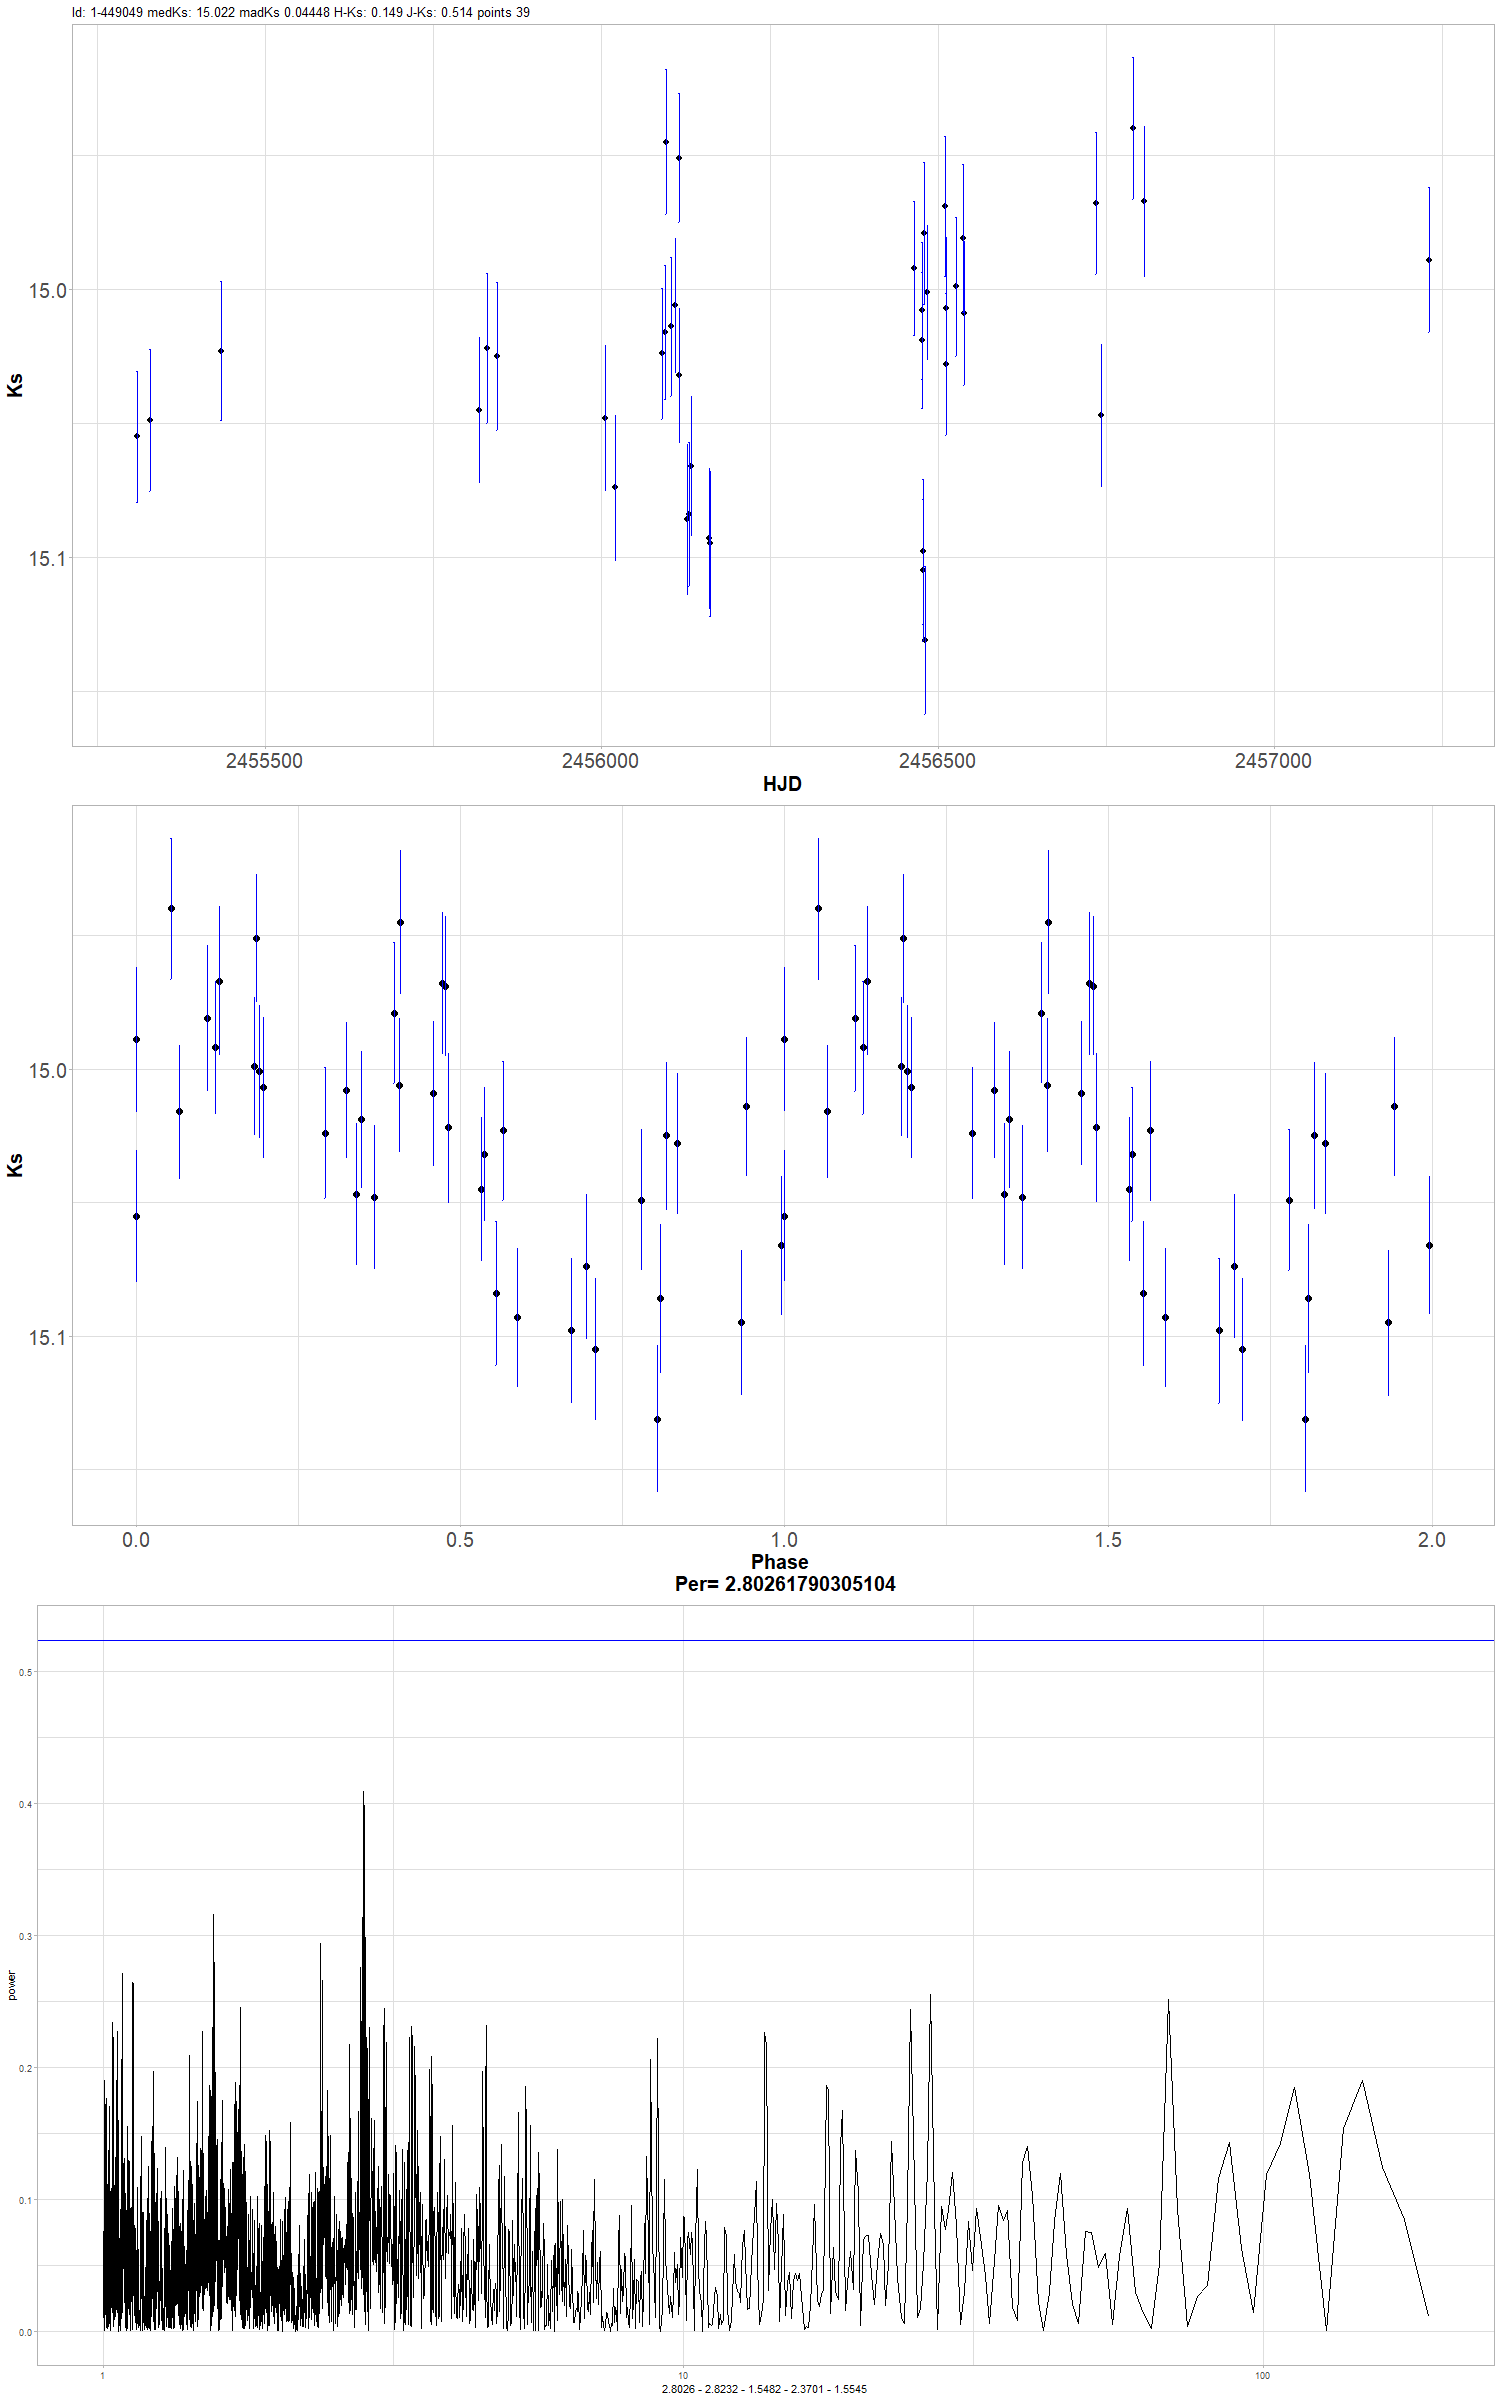 Id: 1-449049 medKs: 15.022 madKs 0.04448 H-Ks: 0.149 J-Ks: 0.514 points 39
15.0
15.1
Ks
2455500 2456000 2456500 2457000
HJD
15.0
15.1
Ks
0.0 0.5 1.0 1.5 2.0
Phase
Per= 2.80261790305104
0.5
0.4
0.3
0.2
0.1
0.0
power
1 10 100
2.8026 - 2.8232 - 1.5482 - 2.3701 - 1.5545